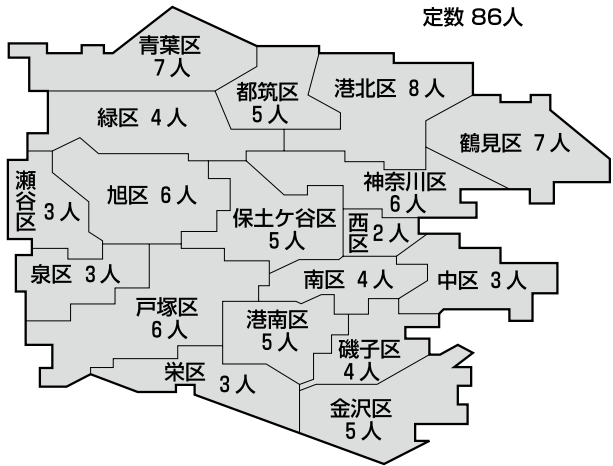 定数 86人
青葉区
7人
都筑区
5人
港北区 8人
緑区 4人
鶴見区 7人
瀬谷区
3人
旭区 6人
神奈川区
6人
保土ケ谷区
5人
西区
2人
泉区 3人
南区 4人
中区 3人
戸塚区
6人
港南区
5人
磯子区
4人
栄区
3人
金沢区
5人